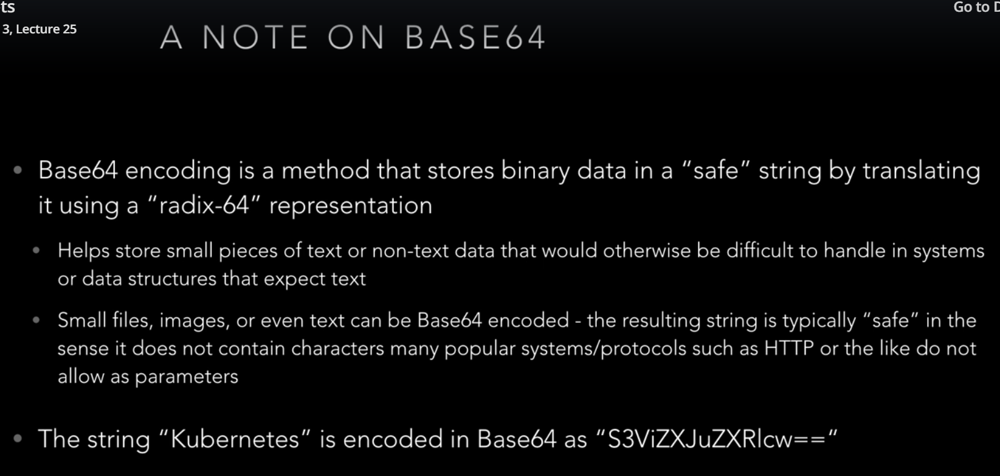 ts
Go to D
3, Lecture 25
A NOTE ON BASE64
• Base64 encoding is a method that stores binary data in a “safe” string by translating
it using a “radix-64” representation
• Helps store small pieces of text or non-text data that would otherwise be difficult to handle in systems
or data structures that expect text
• Small files, images, or even text can be Base64 encoded - the resulting string is typically “safe” in the
sense it does not contain characters many popular systems/protocols such as HTTP or the like do not
allow as parameters
• The string “Kubernetes” is encoded in Base64 as “S3ViZXJuZXRlcw==“